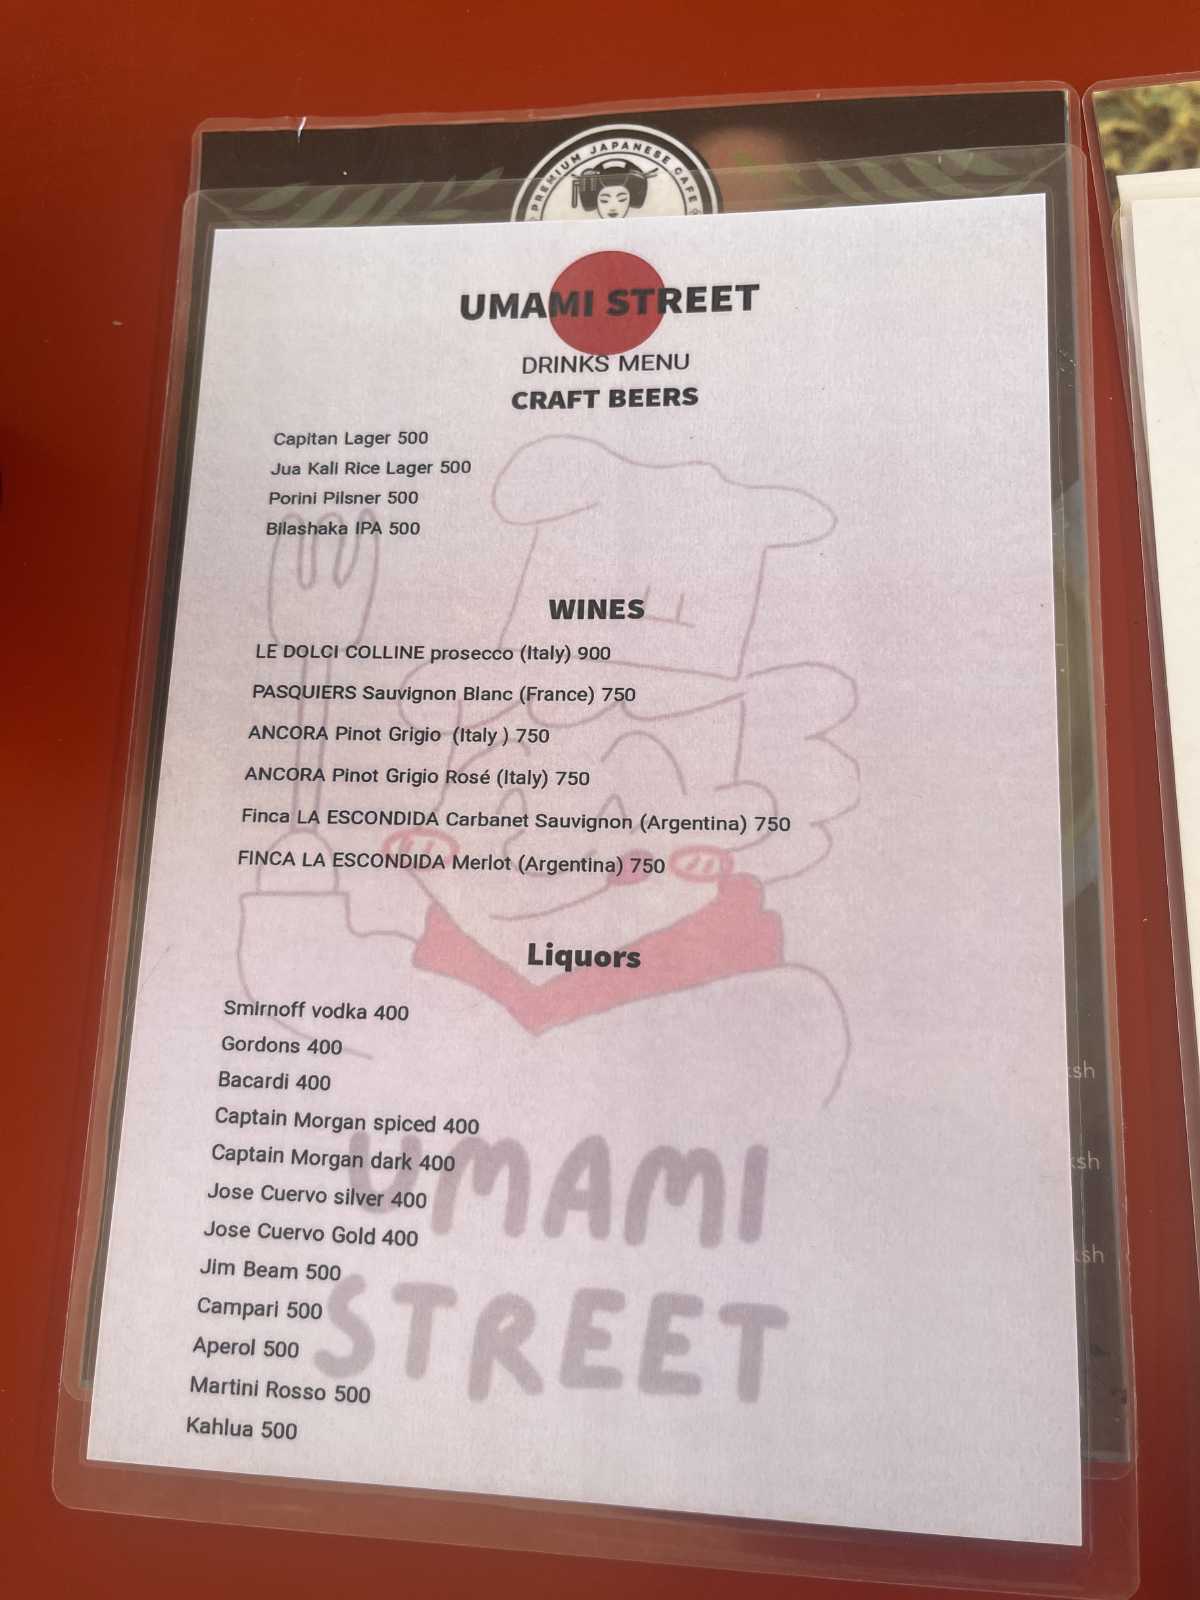 PREMIUM JAPANESE CAFE
UMAMI STREET
DRINKS MENU
CRAFT BEERS
Capitan Lager 500
Jua Kali Rice Lager 500
Porini Pilsner 500
Bilashaka IPA 500
WINES
LE DOLCI COLLINE prosecco (Italy) 900
PASQUIERS Sauvignon Blanc (France) 750
ANCORA Pinot Grigio (Italy ) 750
ANCORA Pinot Grigio Rosé (Italy) 750
Finca LA ESCONDIDA Carbanet Sauvignon (Argentina) 750
FINCA LA ESCONDIDA Merlot (Argentina) 750
Liquors
Smirnoff vodka 400
Gordons 400
Bacardi 400
Captain Morgan spiced 400
Captain Morgan dark 400
Jose Cuervo silver 400
Jose Cuervo Gold 400
Jim Beam 500
Campari 500
Aperol 500
Martini Rosso 500
Kahlua 500
UMAMI
STREET